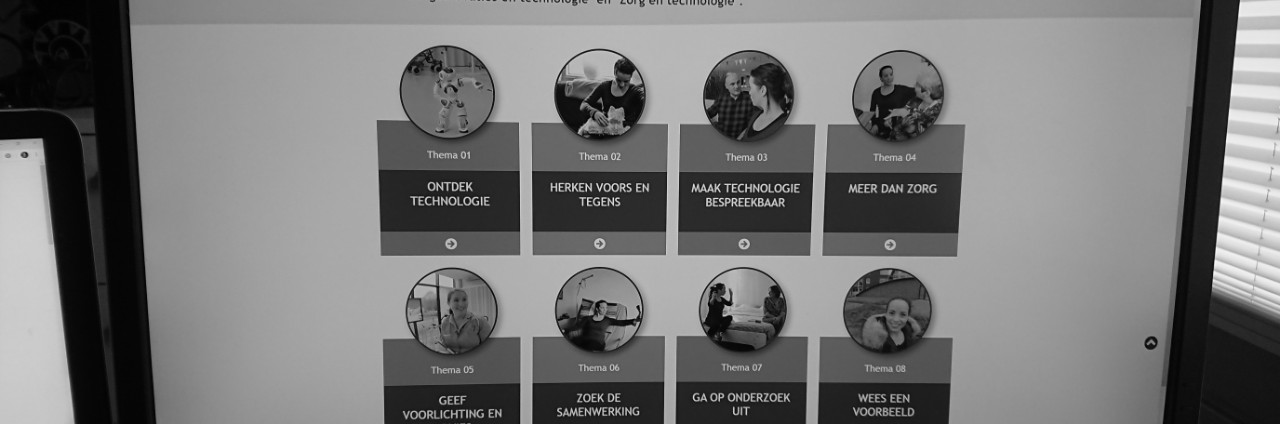 en technologie' en 'Zorg en technologie'.
Thema 01
ONTDEK
TECHNOLOGIE
Thema 02
HERKEN VOORS EN
TEGENS
Thema 03
MAAK TECHNOLOGIE
BESPREEKBAAR
Thema 04
MEER DAN ZORG
Thema 05
GEEF
VOORLICHTING EN
Thema 06
ZOEK DE
SAMENWERKING
Thema 07
GA OP ONDERZOEK
UIT
Thema 08
WEES EEN
VOORBEELD